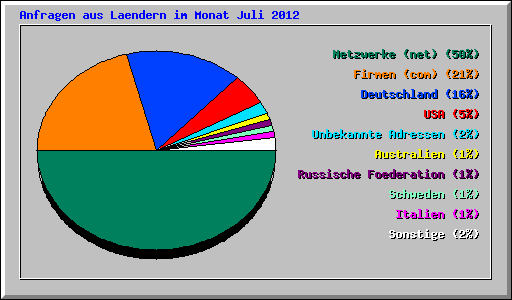 Anfragen aus Laendern im Monat Juli 2012
Netzwerke (net) (50%)
Firmen (com) (21%)
Deutschland (16%)
USA (5%)
Unbekannte Adressen (2%)
Australien (1%)
Russische Foederation (1%)
Schweden (1%)
Italien (1%)
Sonstige (2%)